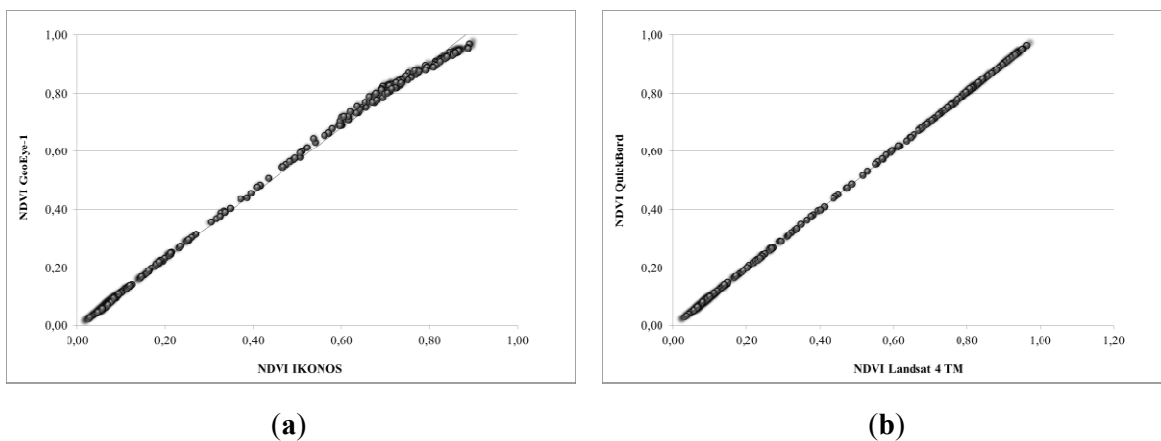 1,00
0,80
0,60
0,40
0,20
0,00
NDVI GeoEye-1
0,00 0,20 0,40 0,60 0,80 1,00
NDVI IKONOS
(a)
1,00
0,80
0,60
0,40
0,20
0,00
NDVI QuickBord
0,00 0,20 0,40 0,60 0,80 1,00 1,20
NDVI Landsat 4 TM
(b)